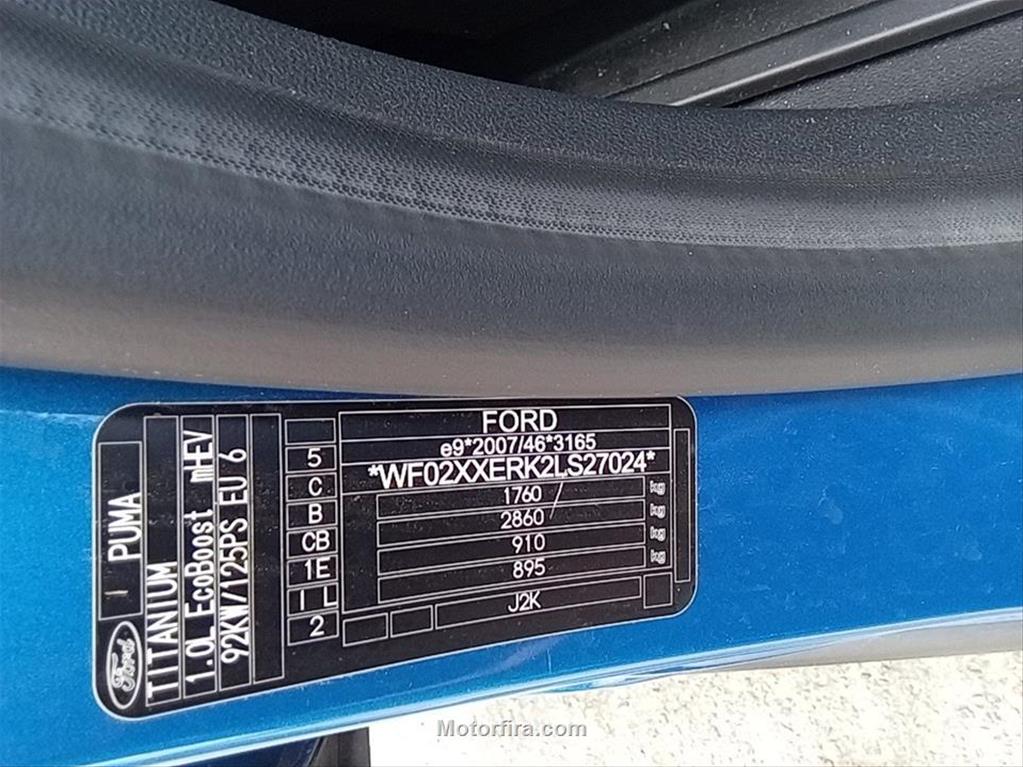 FORD
e9*2007/46*3165
*WF02XXERK2LS27024*
1760 kg
2860 kg
910 kg
895 kg
J2K
5
C
B
CB
1E
I L
2
I PUMA
TITANIUM
1.0L EcoBoost mHEV
92KW/125PS EU 6
Ford
Motorfira.com